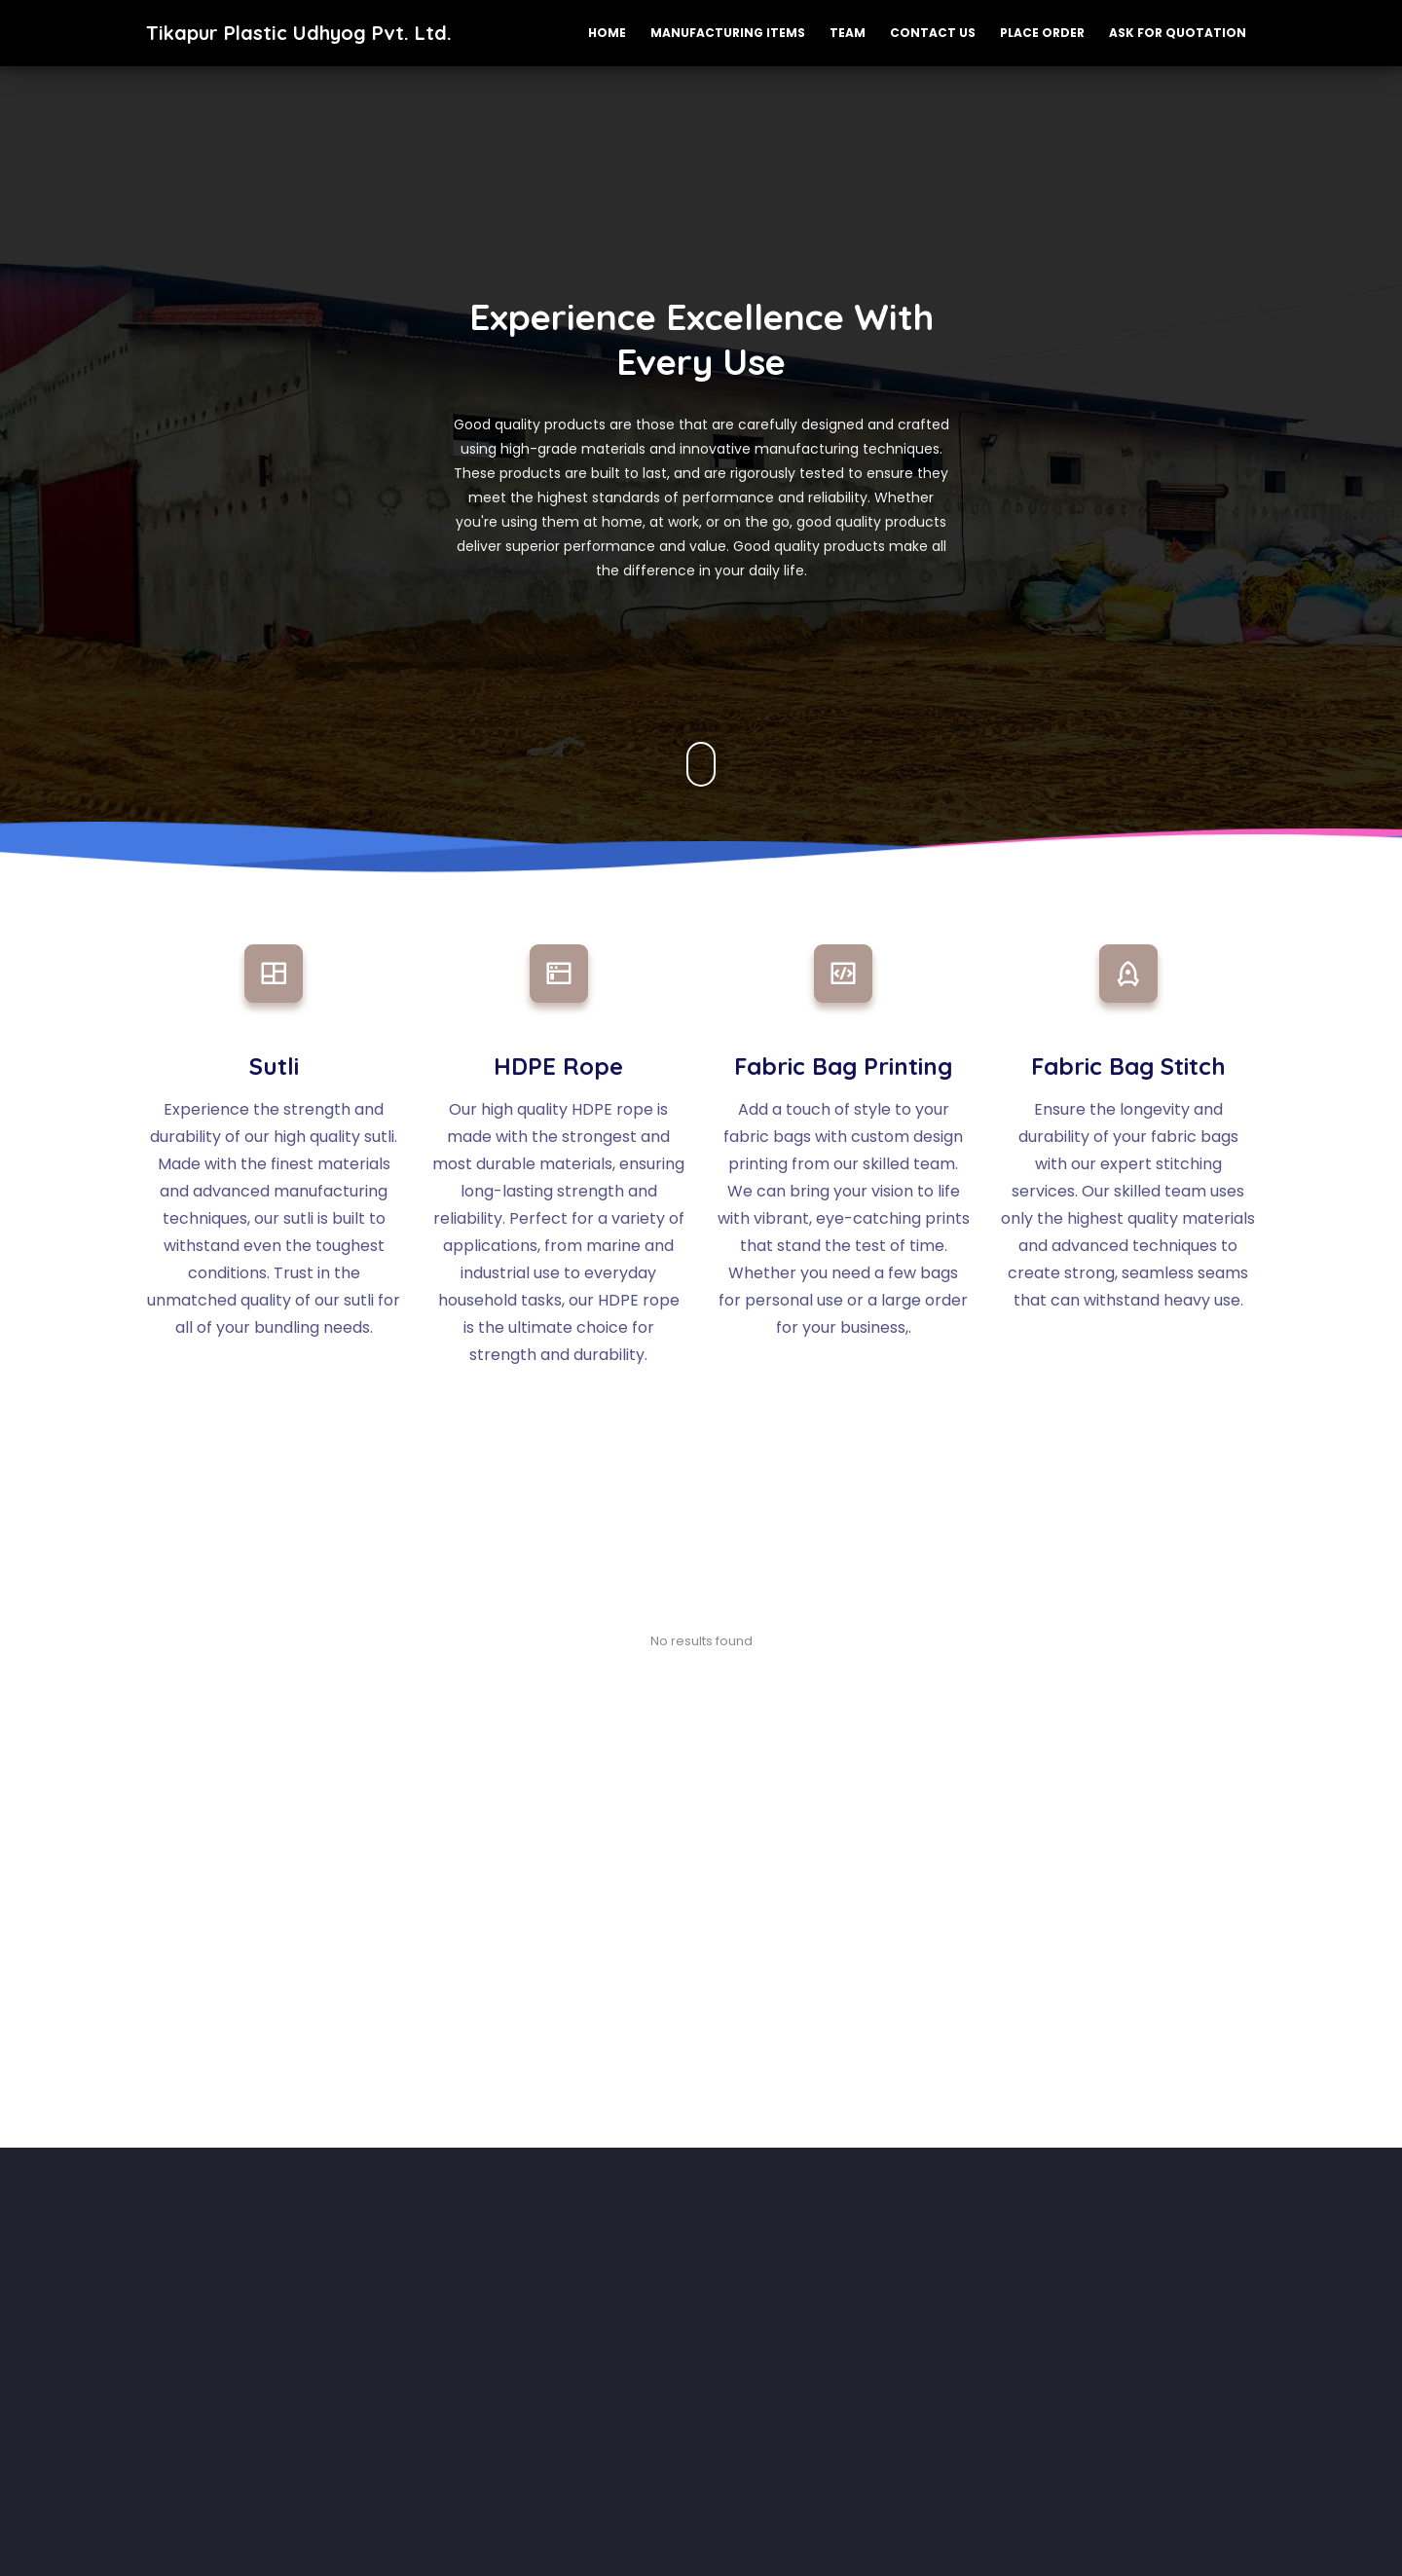 Tikapur Plastic Udhyog Pvt. Ltd.
HOME MANUFACTURING ITEMS TEAM CONTACT US PLACE ORDER ASK FOR QUOTATION
Experience Excellence With
Every Use
Good quality products are those that are carefully designed and crafted
using high-grade materials and innovative manufacturing techniques.
These products are built to last, and are rigorously tested to ensure they
meet the highest standards of performance and reliability. Whether
you're using them at home, at work, or on the go, good quality products
deliver superior performance and value. Good quality products make all
the difference in your daily life.
Sutli
Experience the strength and
durability of our high quality sutli.
Made with the finest materials
and advanced manufacturing
techniques, our sutli is built to
withstand even the toughest
conditions. Trust in the
unmatched quality of our sutli for
all of your bundling needs.
HDPE Rope
Our high quality HDPE rope is
made with the strongest and
most durable materials, ensuring
long-lasting strength and
reliability. Perfect for a variety of
applications, from marine and
industrial use to everyday
household tasks, our HDPE rope
is the ultimate choice for
strength and durability.
Fabric Bag Printing
Add a touch of style to your
fabric bags with custom design
printing from our skilled team.
We can bring your vision to life
with vibrant, eye-catching prints
that stand the test of time.
Whether you need a few bags
for personal use or a large order
for your business,.
Fabric Bag Stitch
Ensure the longevity and
durability of your fabric bags
with our expert stitching
services. Our skilled team uses
only the highest quality materials
and advanced techniques to
create strong, seamless seams
that can withstand heavy use.
No results found